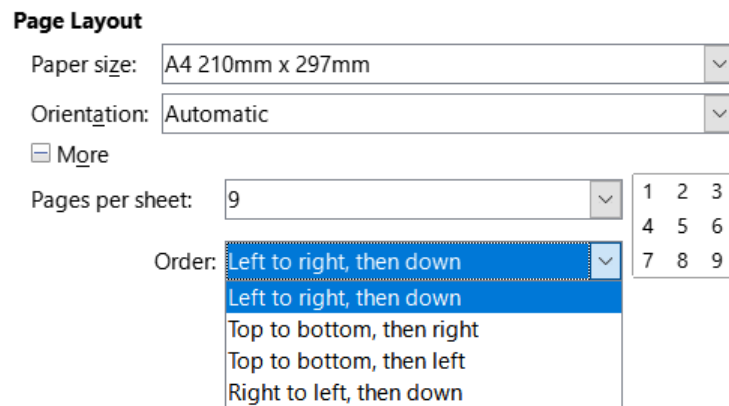 Page Layout
Paper size: A4 210mm x 297mm
Orientation: Automatic
More
Pages per sheet: 9
1 2 3
4 5 6
7 8 9
Order: Left to right, then down
Left to right, then down
Top to bottom, then right
Top to bottom, then left
Right to left, then down